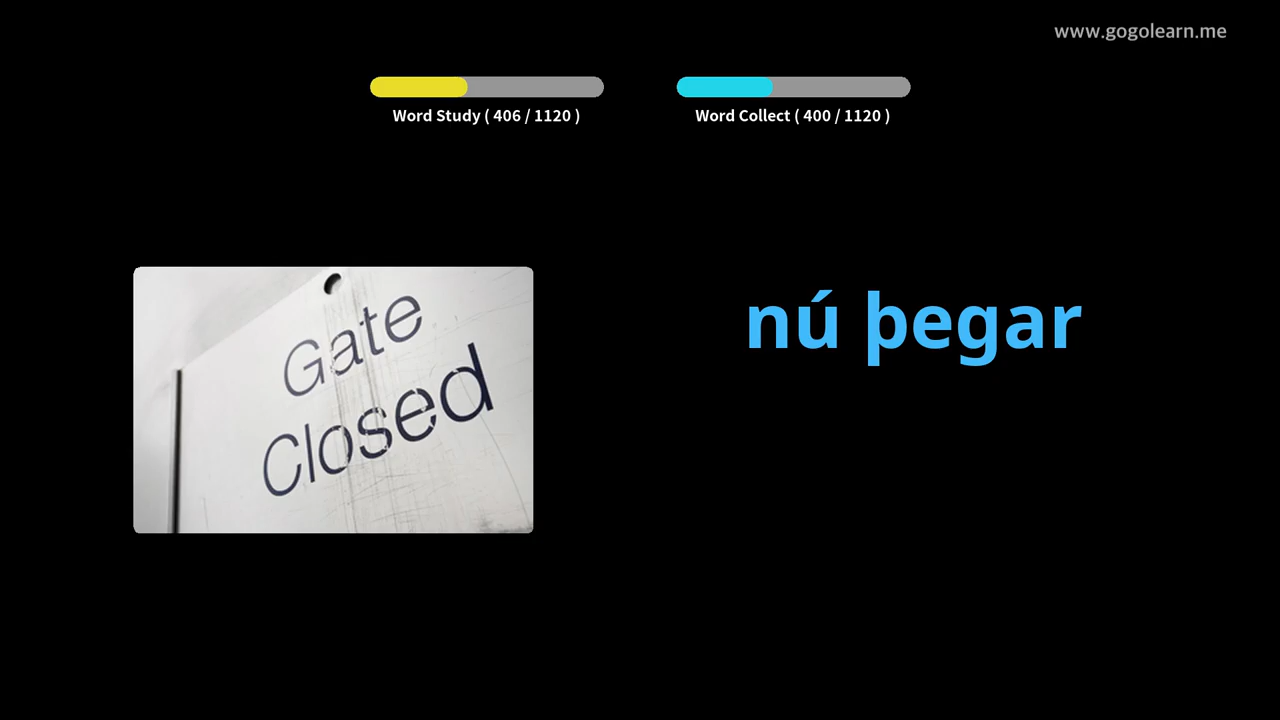 www.gogolearn.me
Word Study ( 406 / 1120 )
Word Collect ( 400 / 1120 )
Gate
Closed
nú þegar